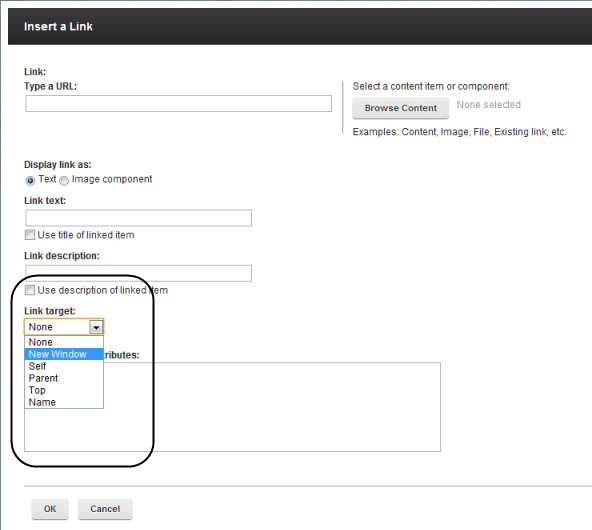 Insert a Link
Link:
Type a URL:
Select a content item or component:
Browse Content
None selected
Examples: Content, Image, File, Existing link, etc.
Display link as:
Text
Image component
Link text:
Use title of linked item
Link description:
Use description of linked item
Link target:
None
None
New Window
Self
Parent
Top
Name
OK
Cancel